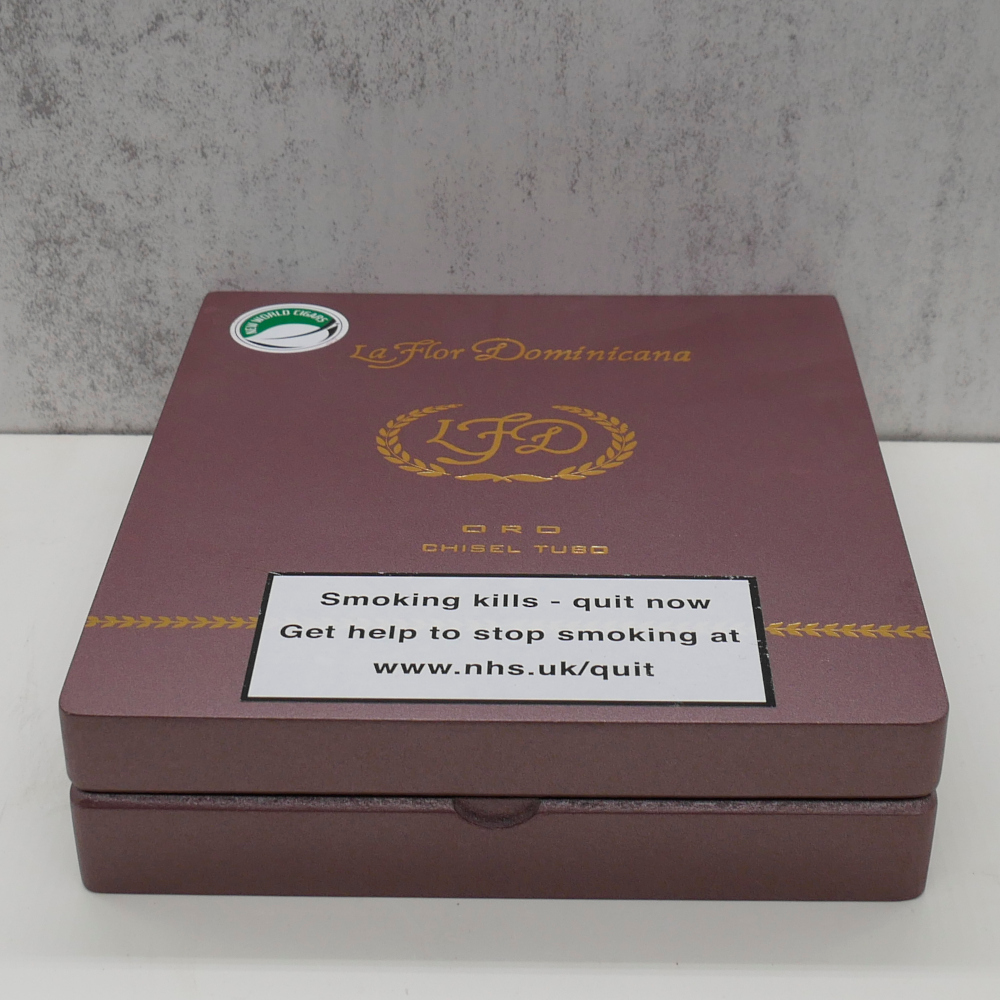 NEW WORLD CIGARS
La Flor Dominicana
LFD
ORO
CHISEL TUBO
Smoking kills - quit now
Get help to stop smoking at
www.nhs.uk/quit